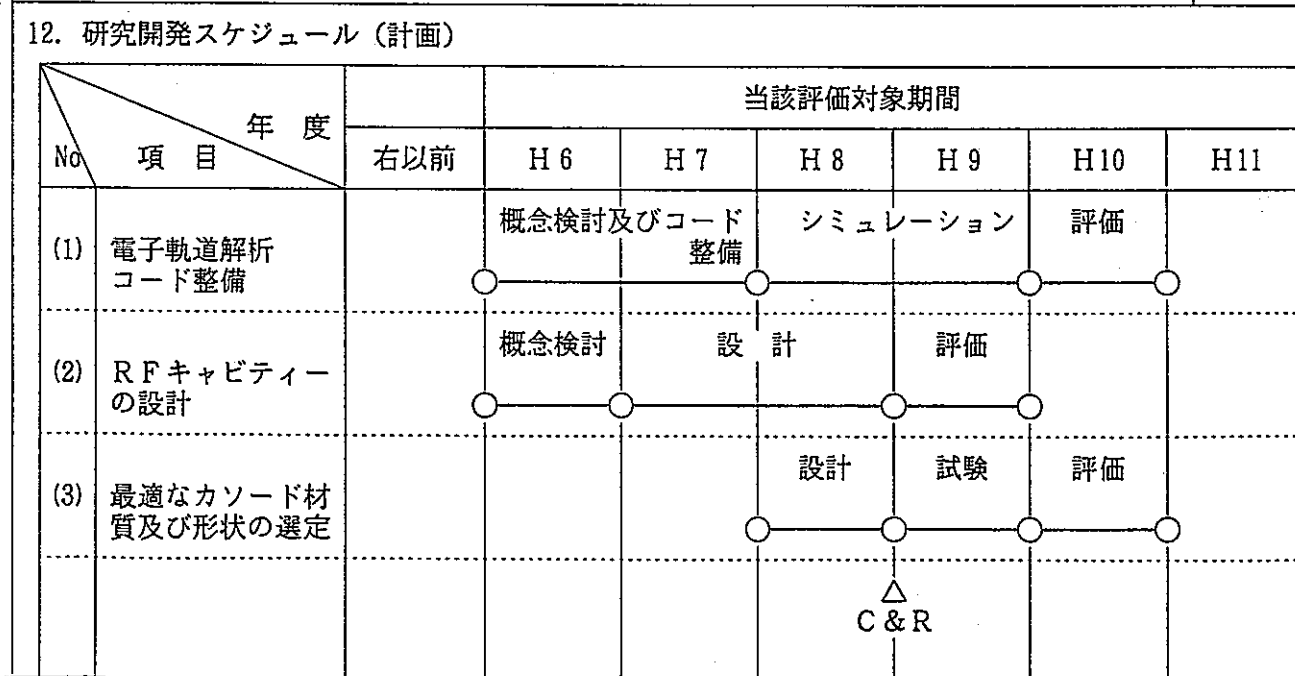 12. 研究開発スケジュール（計画）
年 度
当該評価対象期間
No 項 目 右以前 H 6 H 7 H 8 H 9 H10 H11
概念検討及びコード シミュレーション 評価
整備
(1) 電子軌道解析
コード整備
概念検討 設 計 評価
(2) ＲＦキャビティー
の設計
設計 試験 評価
(3) 最適なカソード材
質及び形状の選定
△
C & R